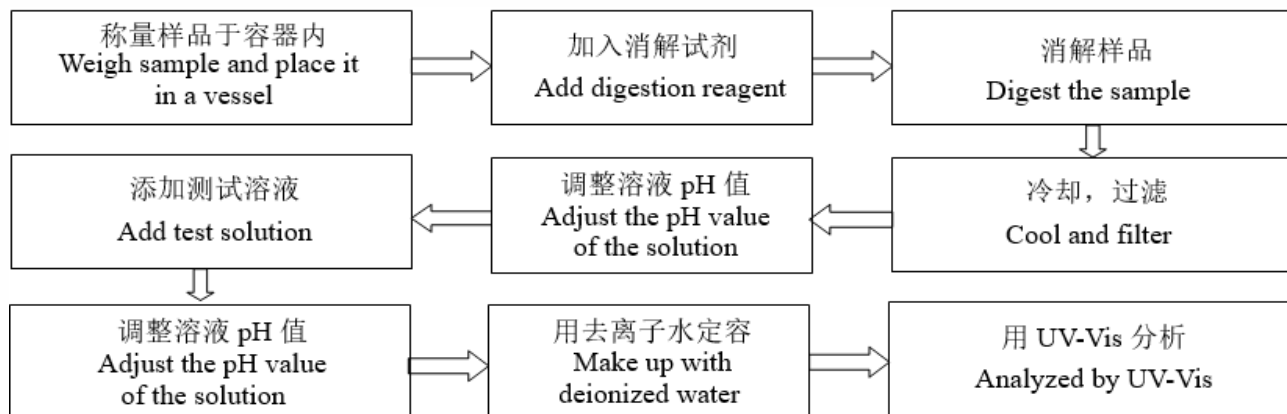 称量样品于容器内
Weigh sample and place it
in a vessel
加入消解试剂
Add digestion reagent
消解样品
Digest the sample
冷却，过滤
Cool and filter
调整溶液 pH 值
Adjust the pH value
of the solution
添加测试溶液
Add test solution
调整溶液 pH 值
Adjust the pH value
of the solution
用去离子水定容
Make up with
deionized water
用 UV-Vis 分析
Analyzed by UV-Vis